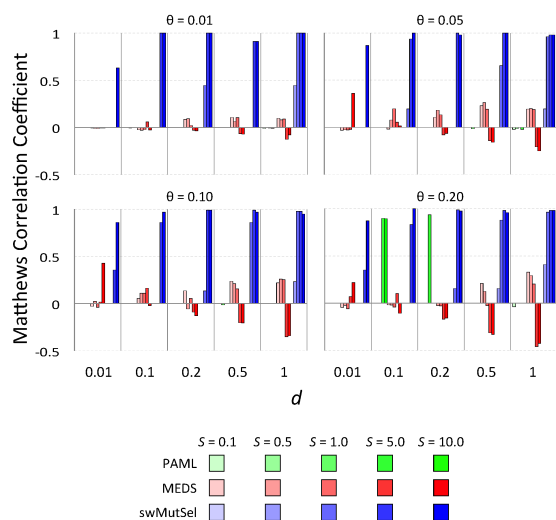 θ = 0.01
θ = 0.05
1
0.5
0
-0.5
θ = 0.10
θ = 0.20
1
0.5
0
-0.5
Matthews Correlation Coefficient
0.01 0.1 0.2 0.5 1 0.01 0.1 0.2 0.5 1
d
S = 0.1 S = 0.5 S = 1.0 S = 5.0 S = 10.0
PAML
MEDS
swMutSel